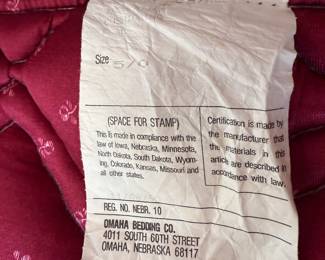 Size 5/0
(SPACE FOR STAMP)
This is made in compliance with the
law of Iowa, Nebraska, Minnesota,
North Dakota, South Dakota, Wyom-
ing, Colorado, Kansas, Missouri and
all other states.
Certification is made by
the manufacturer that
the materials in this
article are described in
accordance with law.
REG. NO. NEBR. 10
OMAHA BEDDING CO.
4011 SOUTH 60TH STREET
OMAHA, NEBRASKA 68117